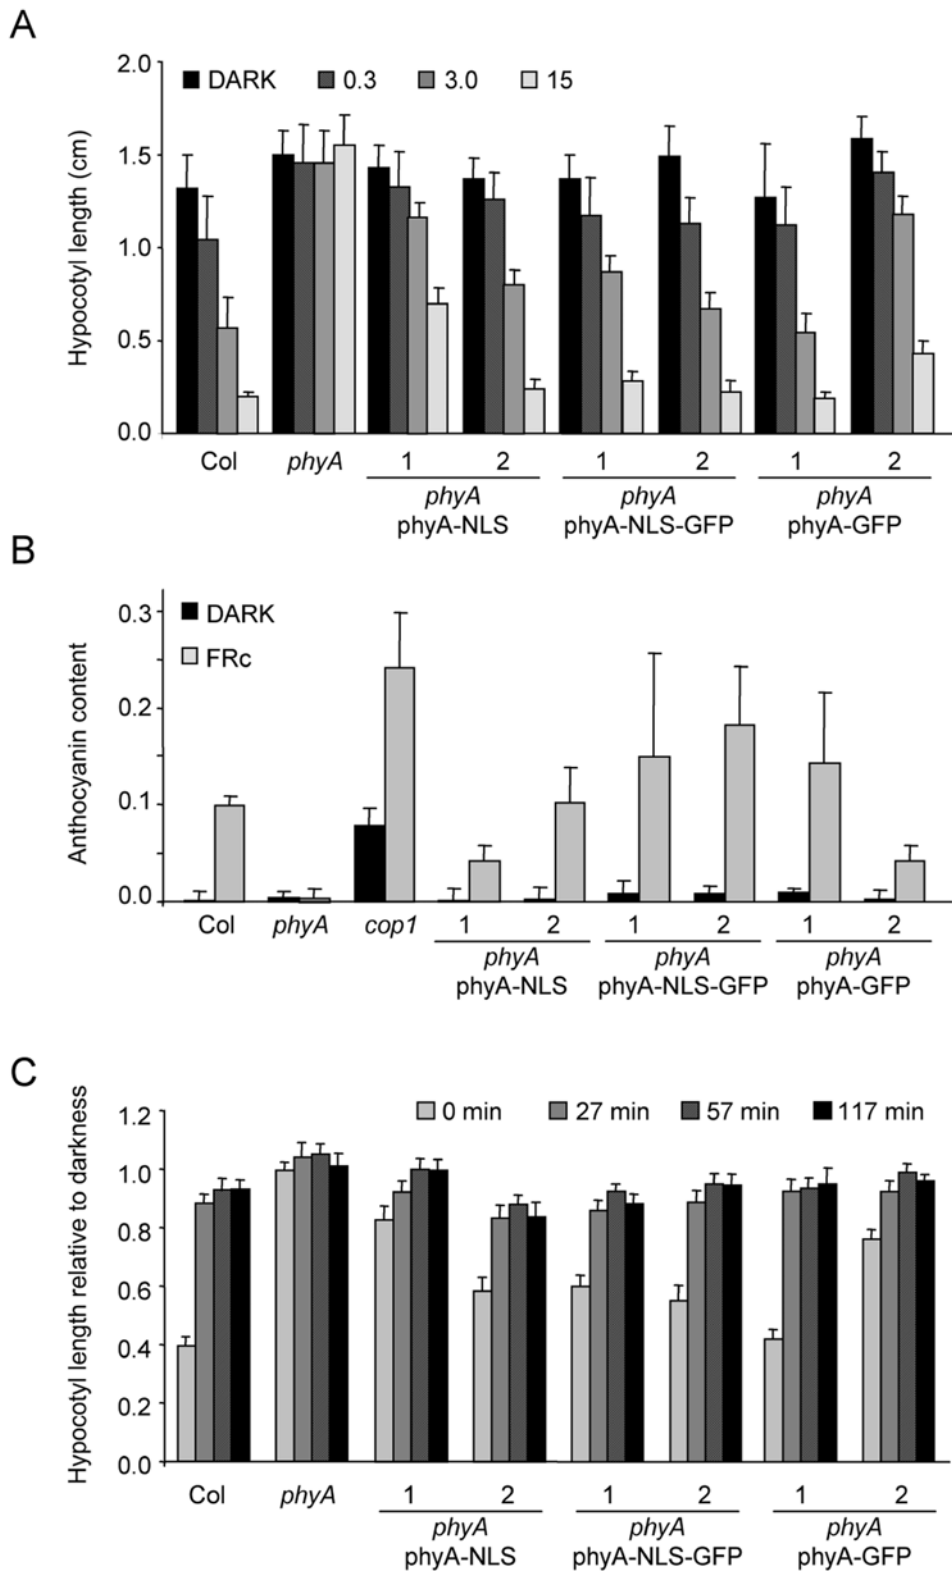 A
2.0
DARK 0.3 3.0 15
1.5
1.0
0.5
0.0
Hypocotyl length (cm)
Col phyA 1 2 1 2 1 2
phyA phyA phyA
phyA-NLS phyA-NLS-GFP phyA-GFP
B
0.3
DARK
FRc
0.2
0.1
0.0
Anthocyanin content
Col phyA cop1 1 2 1 2 1 2
phyA phyA phyA
phyA-NLS phyA-NLS-GFP phyA-GFP
C
1.2
0 min 27 min 57 min 117 min
1.0
0.8
0.6
0.4
0.2
0.0
Hypocotyl length relative to darkness
Col phyA 1 2 1 2 1 2
phyA phyA phyA
phyA-NLS phyA-NLS-GFP phyA-GFP